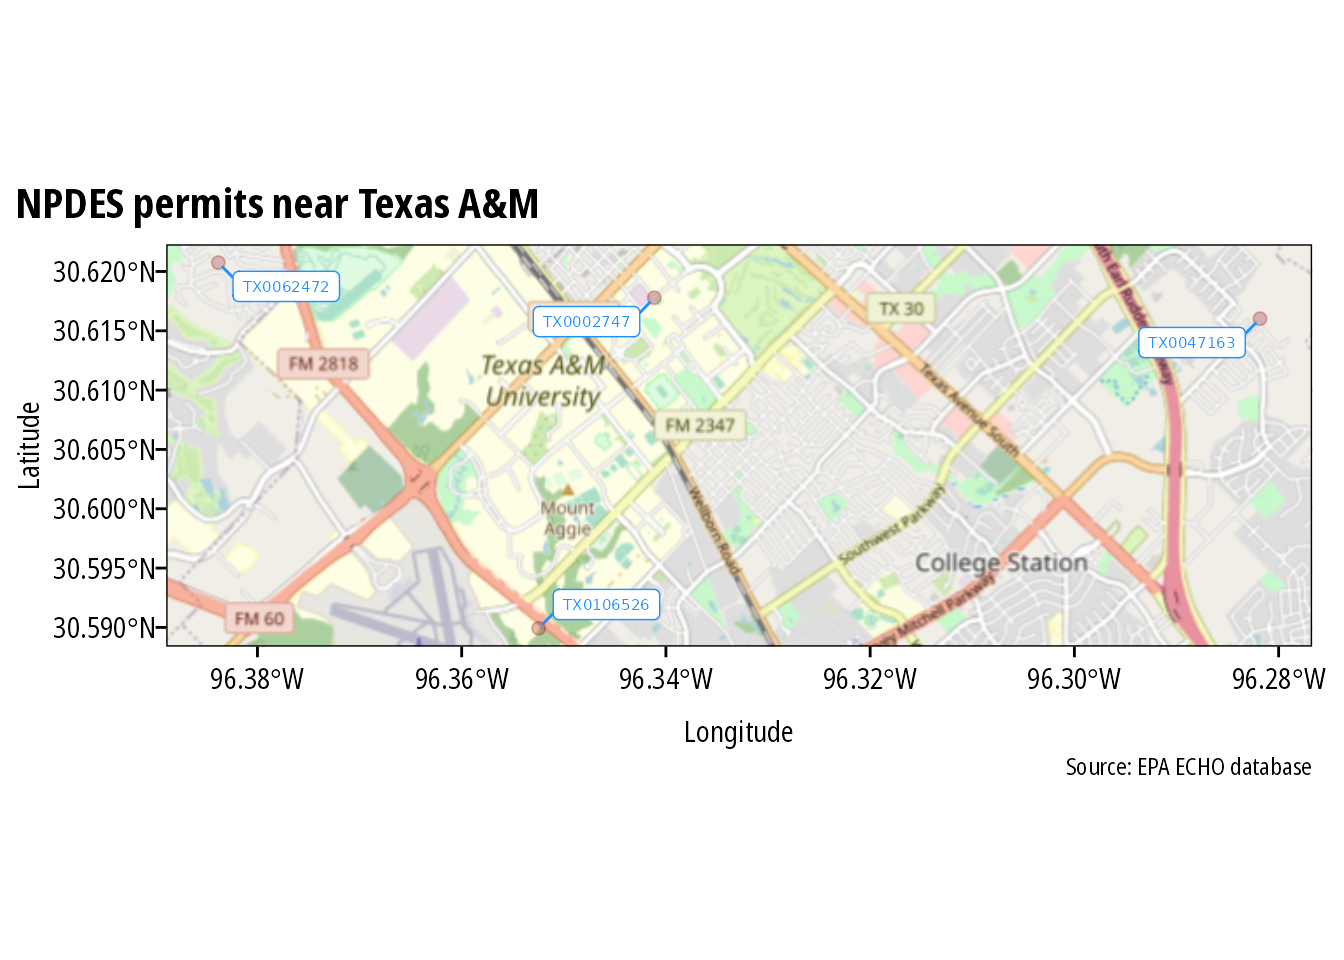 NPDES permits near Texas A&M
Latitude
30.620°N
30.615°N
30.610°N
30.605°N
30.600°N
30.595°N
30.590°N
TX0062472
TX0002747
TX0047163
TX0106526
TX 30
FM 2818
Texas A&M
University
FM 2347
Texas Avenue South
Mount
Aggie
Wellborn Road
Southwest Parkway
College Station
FM 60
Mitchell Parkway
96.38°W
96.36°W
96.34°W
96.32°W
96.30°W
96.28°W
Longitude
Source: EPA ECHO database